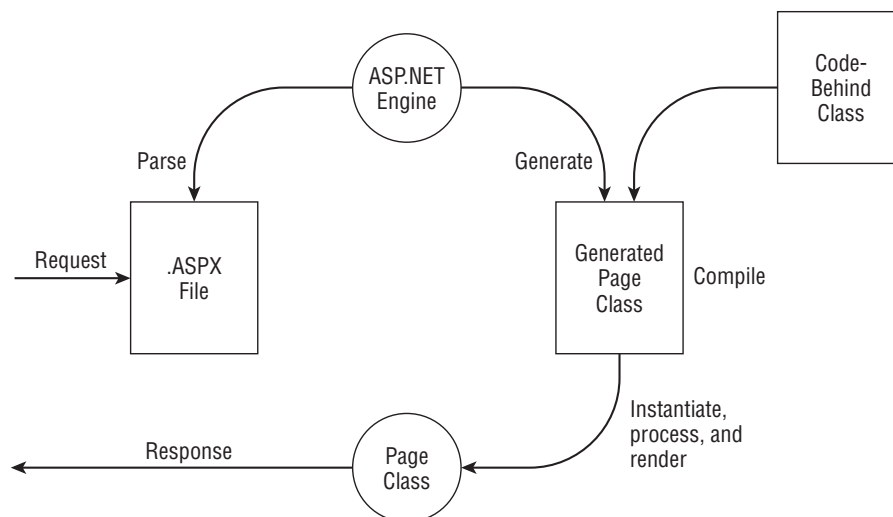 ASP.NET
Engine
Code-
Behind
Class
Parse
Generate
Request
.ASPX
File
Generated
Page
Class
Compile
Instantiate,
process, and
render
Response
Page
Class